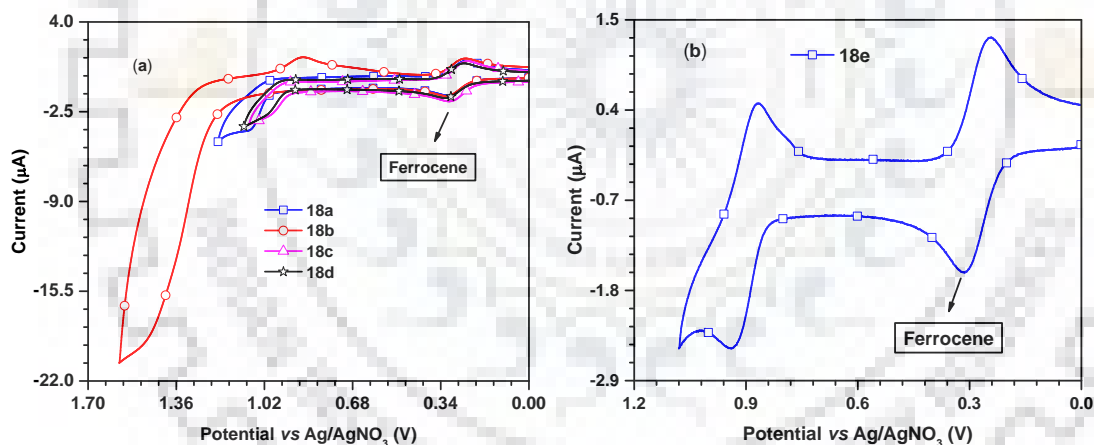 (a)
4.0
-2.5
-9.0
-15.5
-22.0
Current (μA)
Ferrocene
18a
18b
18c
18d
1.70 1.36 1.02 0.68 0.34 0.00
Potential vs Ag/AgNO3 (V)
(b)
1.5
0.4
-0.7
-1.8
-2.9
Current (μA)
18e
Ferrocene
1.2 0.9 0.6 0.3 0.0
Potential vs Ag/AgNO3 (V)